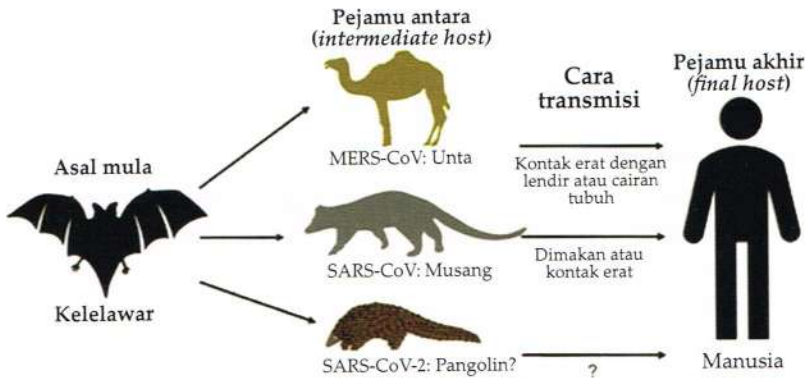 Pejamu antara
(intermediate host)
Asal mula
Kelelawar
MERS-CoV: Unta
SARS-CoV: Musang
SARS-CoV-2: Pangolin?
Cara
transmisi
Kontak erat dengan
lendir atau cairan
tubuh
Dimakan atau
kontak erat
?
Pejamu akhir
(final host)
Manusia